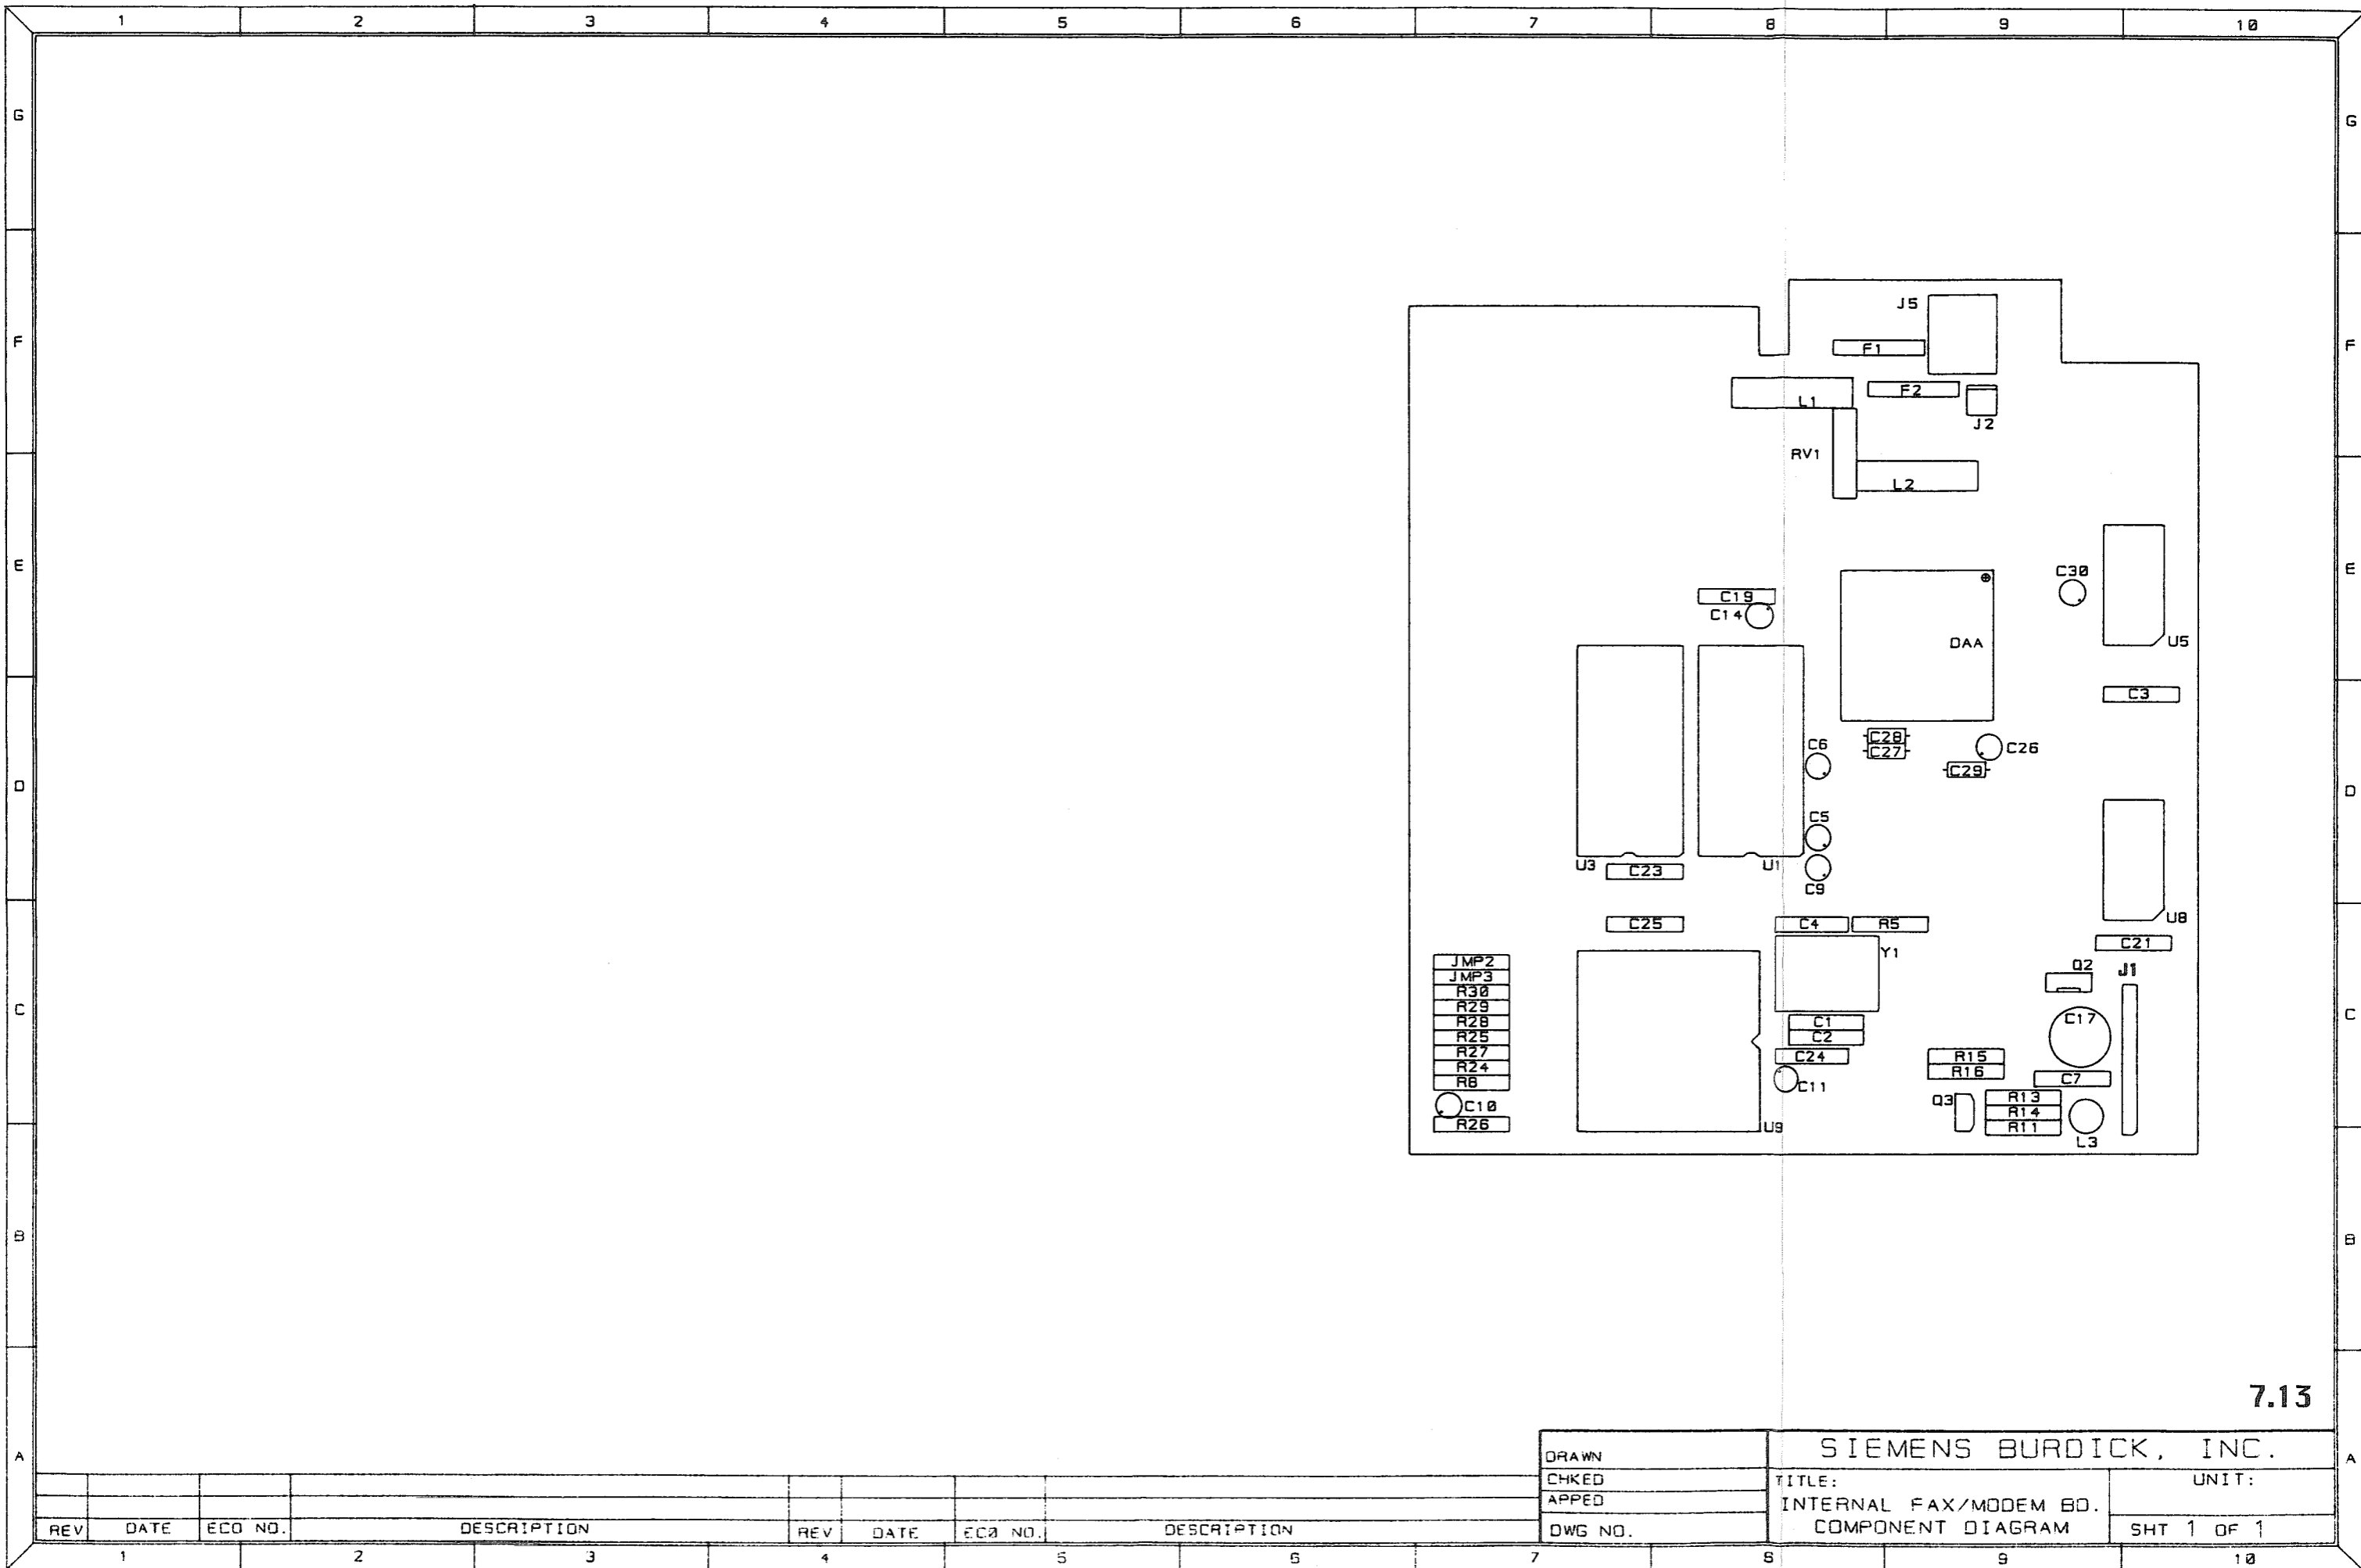 1 2 3 4 5 6 7 8 9 10
G G
J5
F F1 F
F2
L1
J2
RV1
L2
E C30 E
C19
C14
DAA U5
C3
C28
C6 C26
C27
C29
D D
C5
U3 U1
C23
C9
C25 C4 R5 U8
C21
Y1
JMP2 Q2 J1
JMP3
R30
R29
C R28 C1 C17 C
R25 C2
R27 C24 R15
R24 R16
R8 C11 C7
Q3 R13
C10 R14
R26 U9 R11
L3
B B
7.13
A DRAWN SIEMENS BURDICK, INC. A
CHKED TITLE: UNIT:
APPED INTERNAL FAX/MODEM BD.
REV DATE ECO NO. DESCRIPTION REV DATE ECO NO. DESCRIPTION DWG NO. COMPONENT DIAGRAM SHT 1 OF 1
1 2 3 4 5 6 7 8 9 10